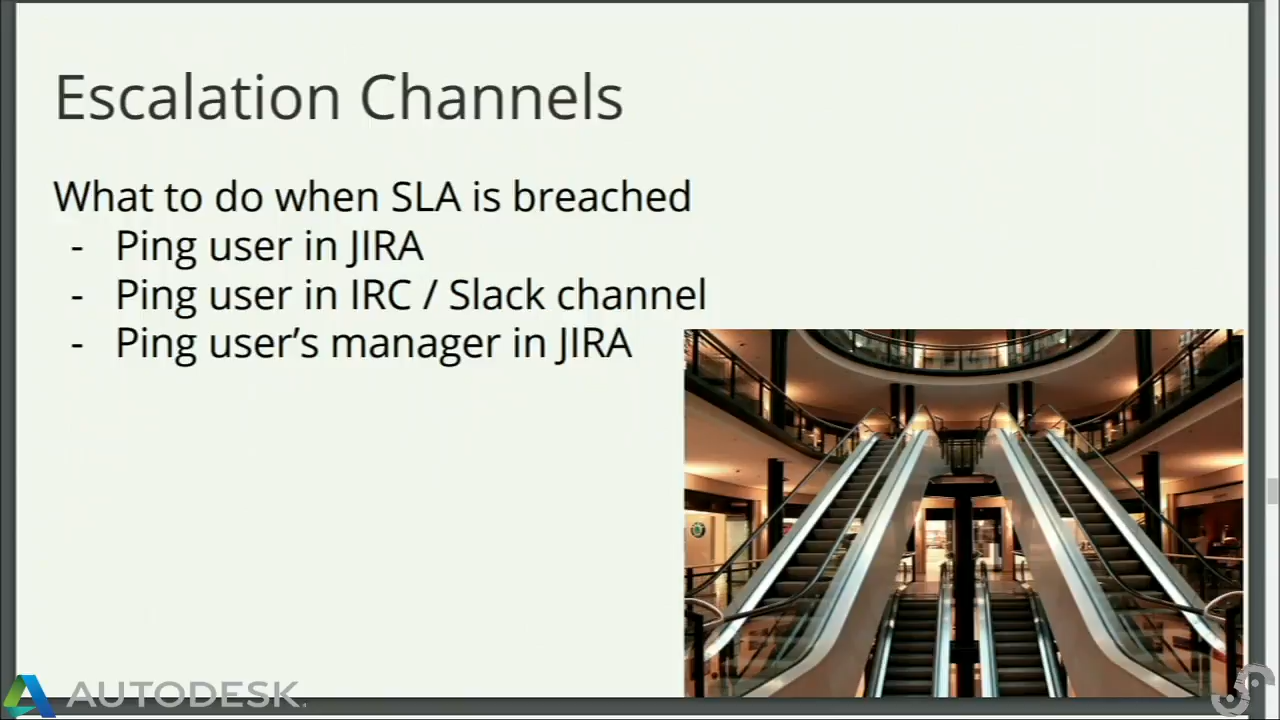 Escalation Channels
What to do when SLA is breached
- Ping user in JIRA
- Ping user in IRC / Slack channel
- Ping user’s manager in JIRA
AUTODESK.